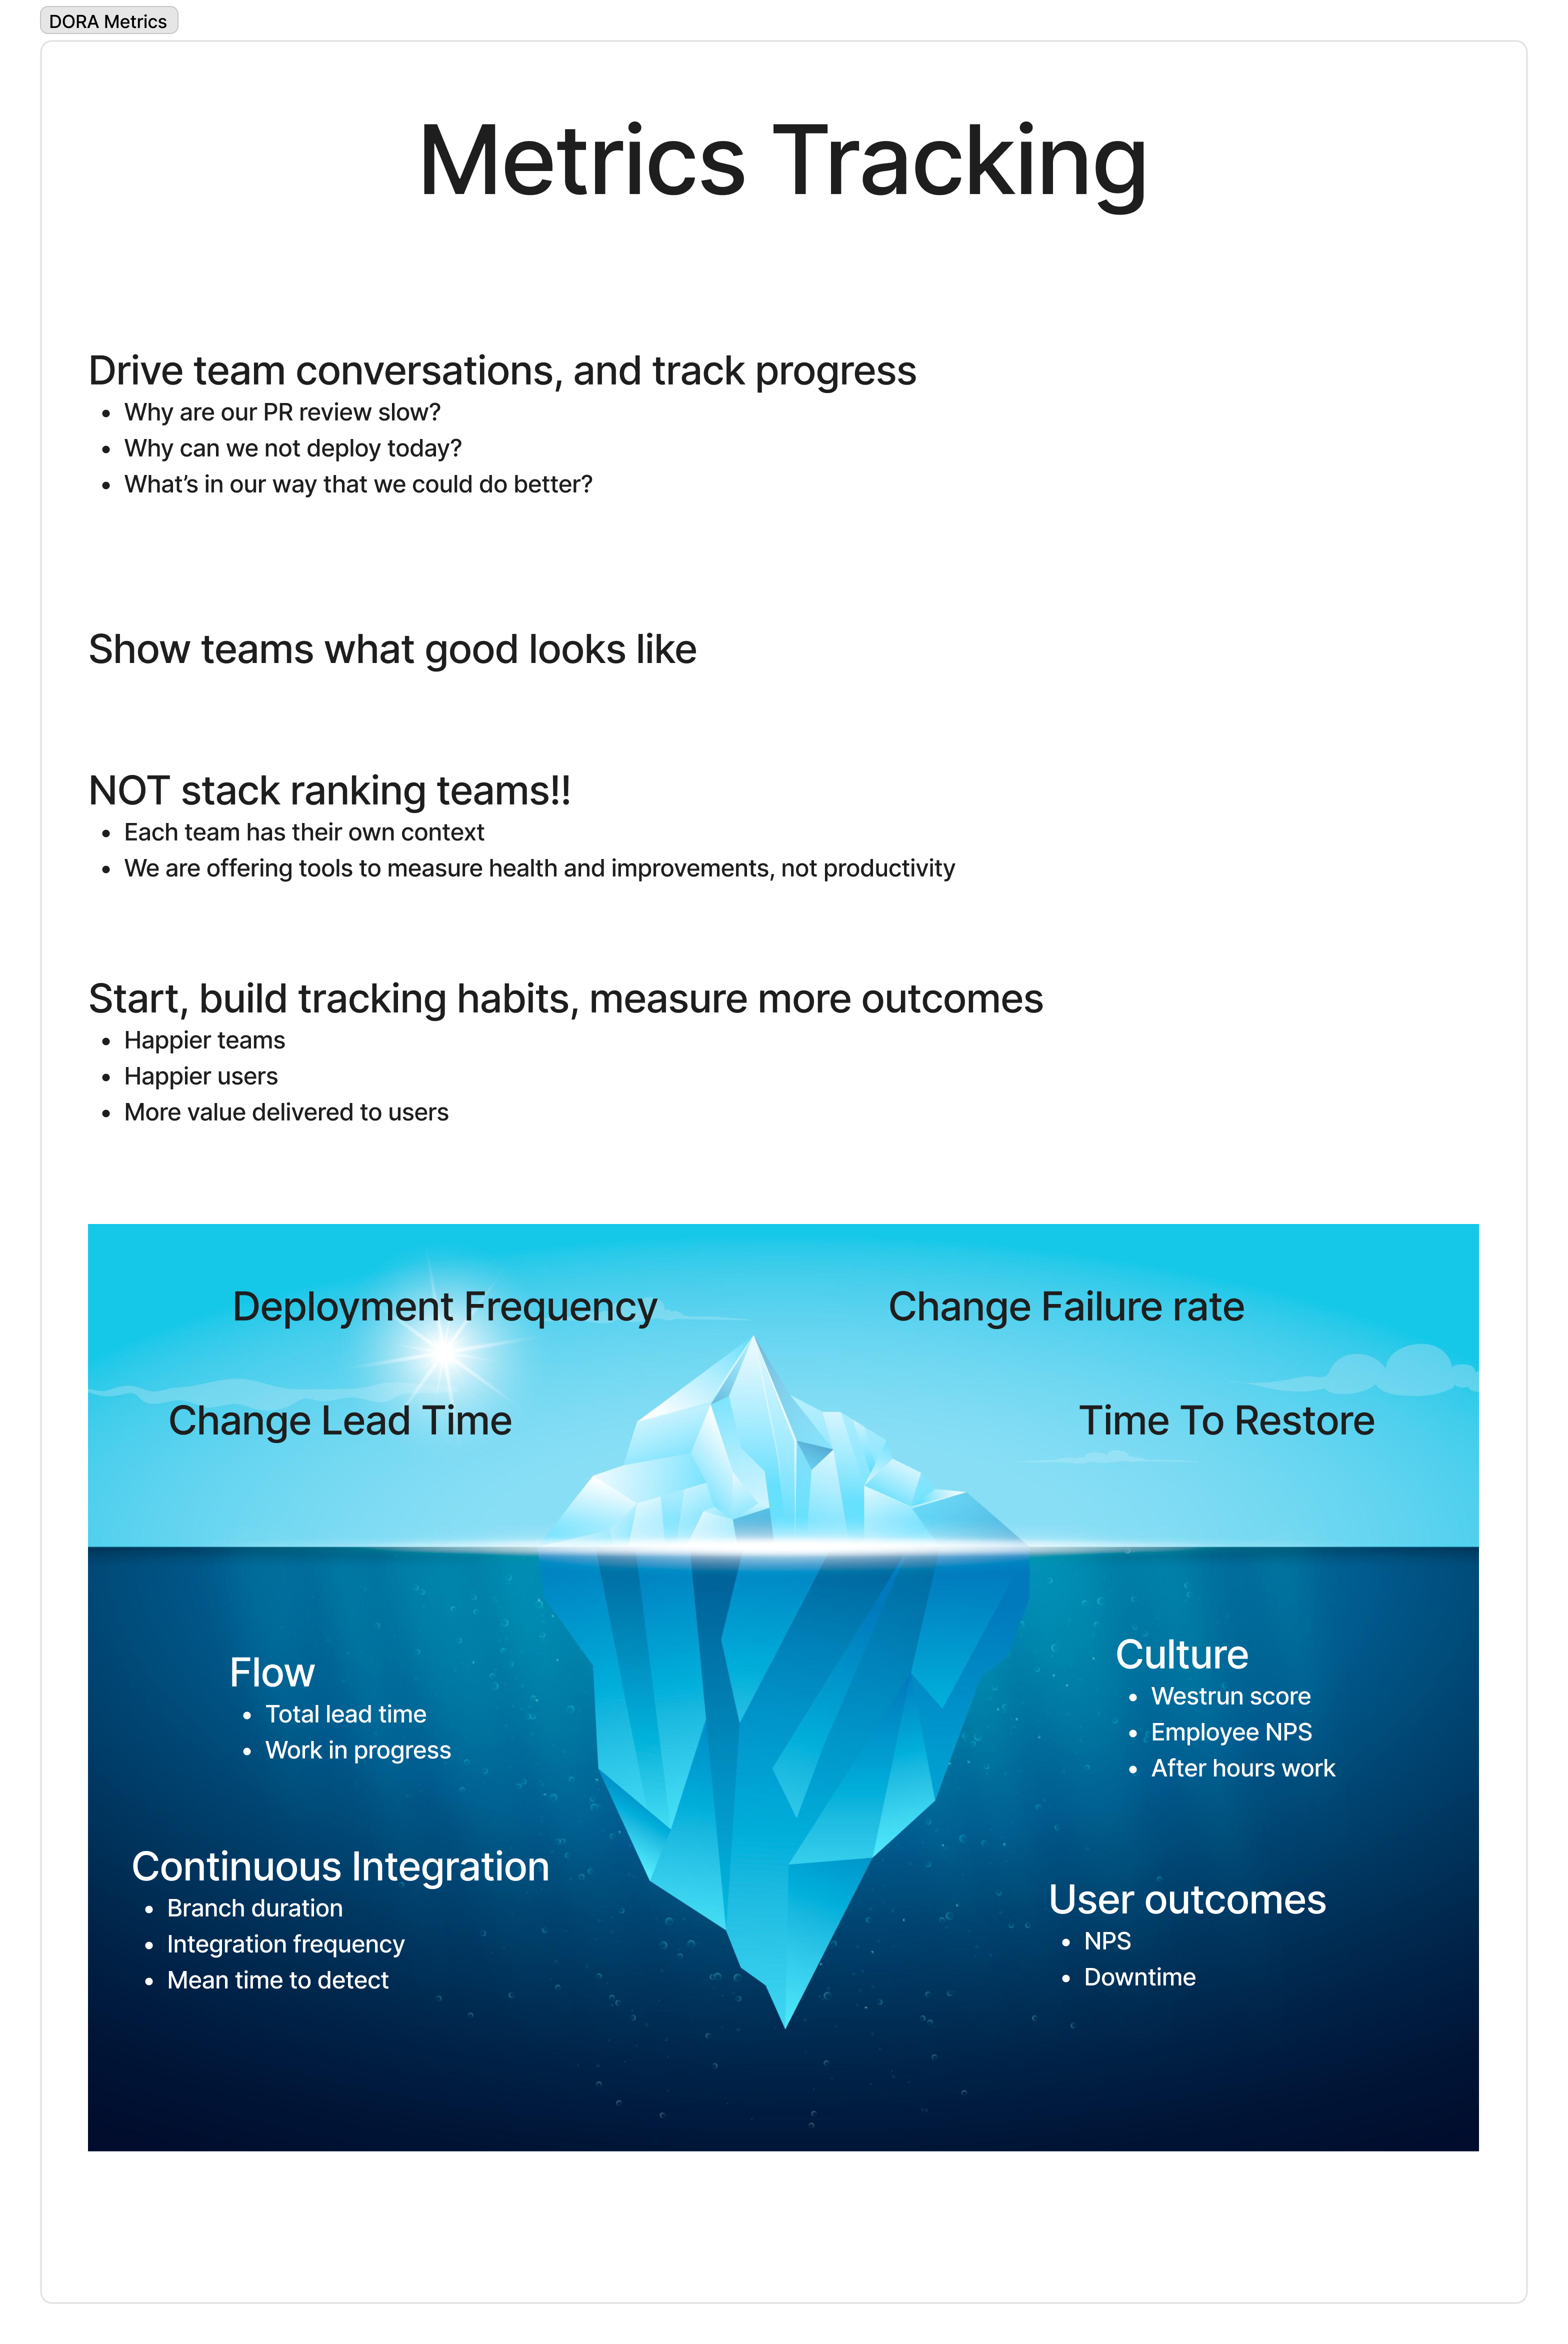 DORA Metrics
Metrics Tracking
Drive team conversations, and track progress
• Why are our PR review slow?
• Why can we not deploy today?
• What’s in our way that we could do better?
Show teams what good looks like
NOT stack ranking teams!!
• Each team has their own context
• We are offering tools to measure health and improvements, not productivity
Start, build tracking habits, measure more outcomes
• Happier teams
• Happier users
• More value delivered to users
Deployment Frequency
Change Failure rate
Change Lead Time
Time To Restore
Flow
• Total lead time
• Work in progress
Culture
• Westrun score
• Employee NPS
• After hours work
Continuous Integration
• Branch duration
• Integration frequency
• Mean time to detect
User outcomes
• NPS
• Downtime